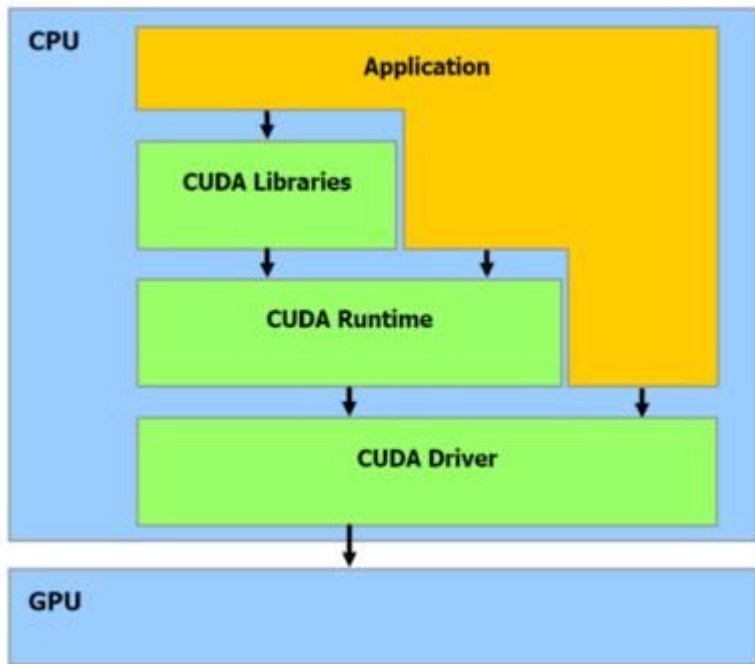 CPU
Application
CUDA Libraries
CUDA Runtime
CUDA Driver
GPU